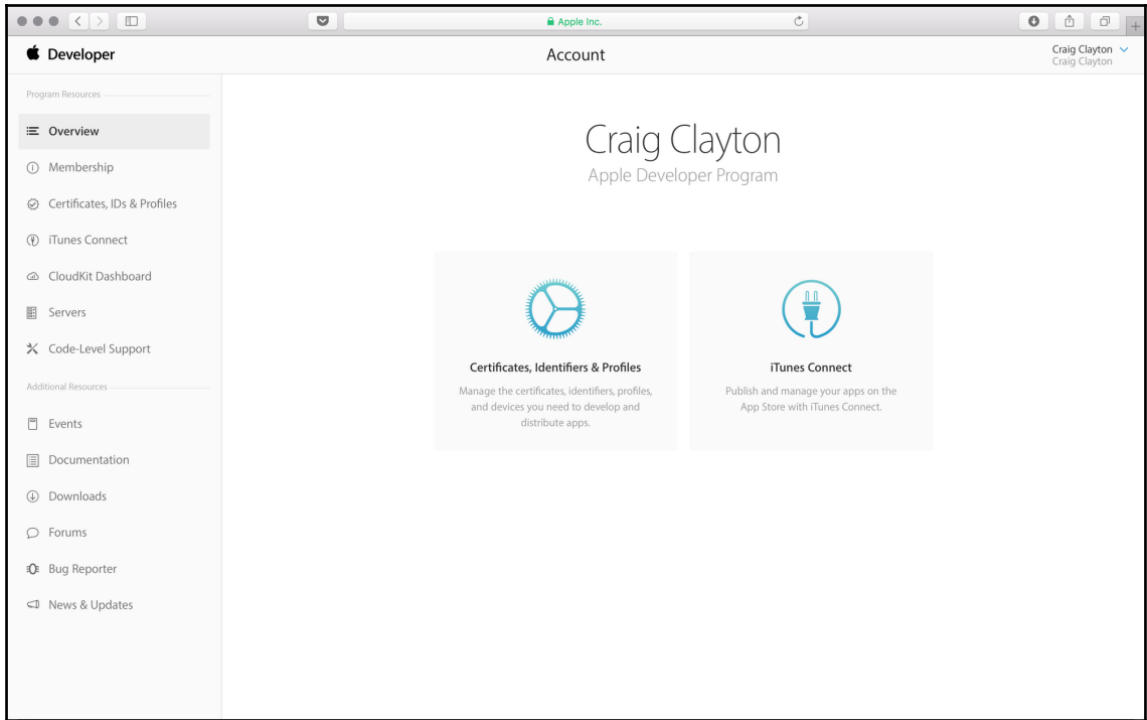 Apple Inc.
Developer
Account
Craig Clayton
Craig Clayton
Program Resources
Overview
Membership
Certificates, IDs & Profiles
iTunes Connect
CloudKit Dashboard
Servers
Code-Level Support
Additional Resources
Events
Documentation
Downloads
Forums
Bug Reporter
News & Updates
Craig Clayton
Apple Developer Program
Certificates, Identifiers & Profiles
Manage the certificates, identifiers, profiles,
and devices you need to develop and
distribute apps.
iTunes Connect
Publish and manage your apps on the
App Store with iTunes Connect.